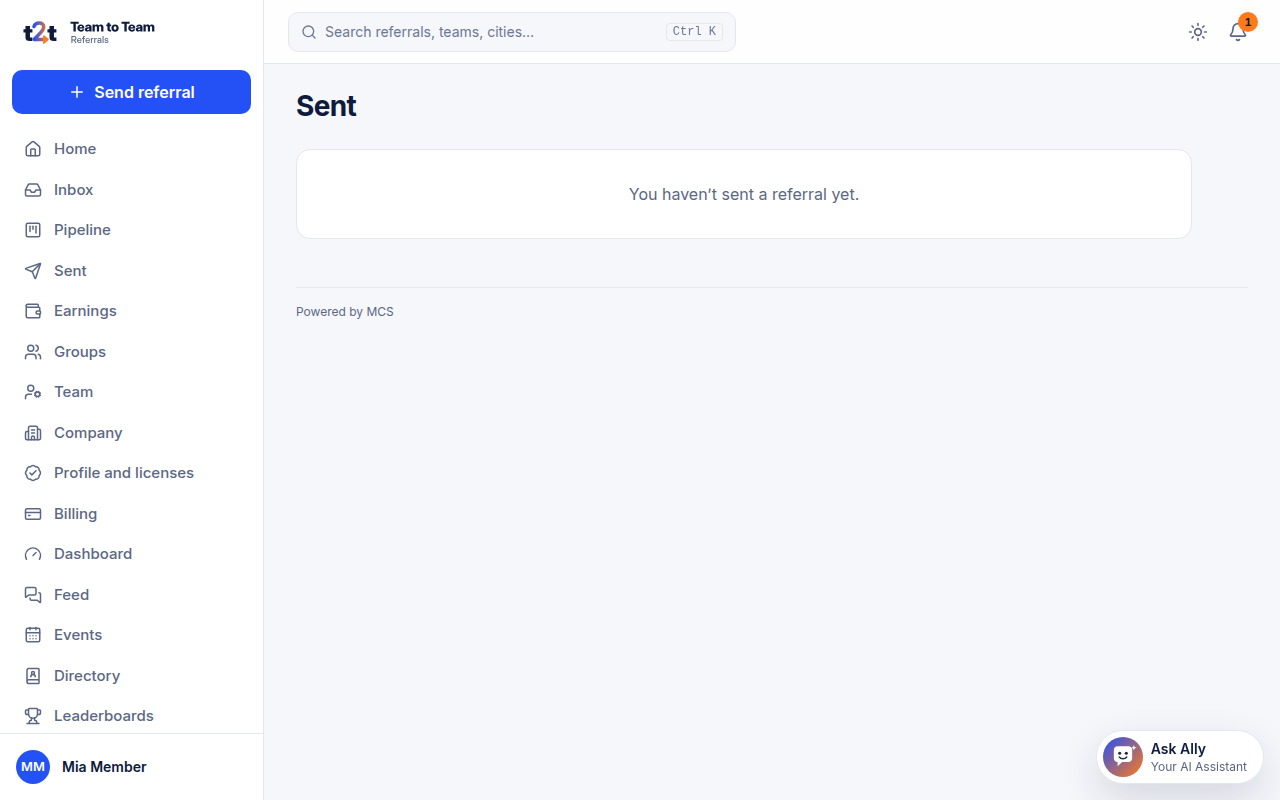 t2t Team to Team
Referrals
Send referral
Home
Inbox
Pipeline
Sent
Earnings
Groups
Team
Company
Profile and licenses
Billing
Dashboard
Feed
Events
Directory
Leaderboards
MM Mia Member
Search referrals, teams, cities... Ctrl K
1
Sent
You haven't sent a referral yet.
Powered by MCS
Ask Ally
Your AI Assistant